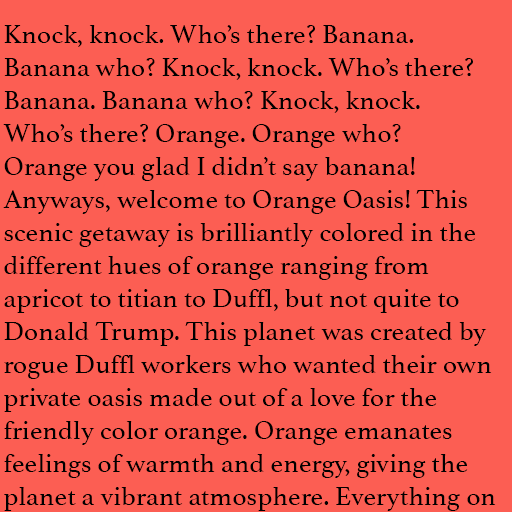 Knock, knock. Who’s there? Banana.
Banana who? Knock, knock. Who’s there?
Banana. Banana who? Knock, knock.
Who’s there? Orange. Orange who?
Orange you glad I didn’t say banana!
Anyways, welcome to Orange Oasis! This
scenic getaway is brilliantly colored in the
different hues of orange ranging from
apricot to titian to Duffl, but not quite to
Donald Trump. This planet was created by
rogue Duffl workers who wanted their own
private oasis made out of a love for the
friendly color orange. Orange emanates
feelings of warmth and energy, giving the
planet a vibrant atmosphere. Everything on